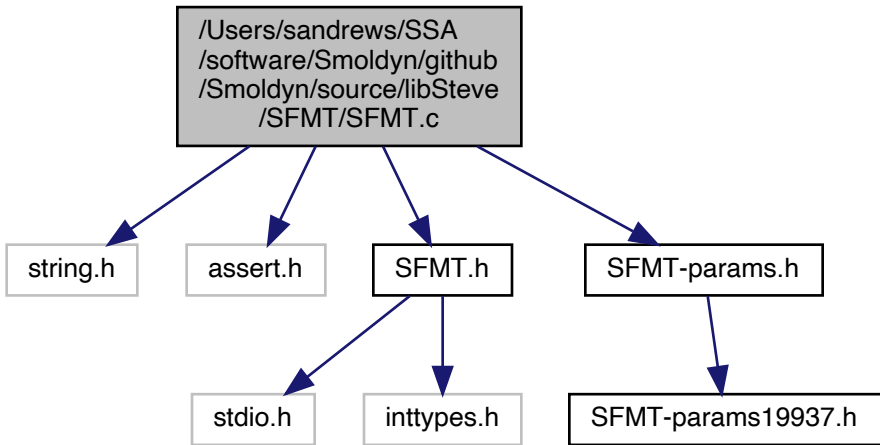 /Users/sandrews/SSA
/software/Smoldyn/github
/Smoldyn/source/libSteve
/SFMT/SFMT.c
string.h
assert.h
SFMT.h
SFMT-params.h
stdio.h
inttypes.h
SFMT-params19937.h